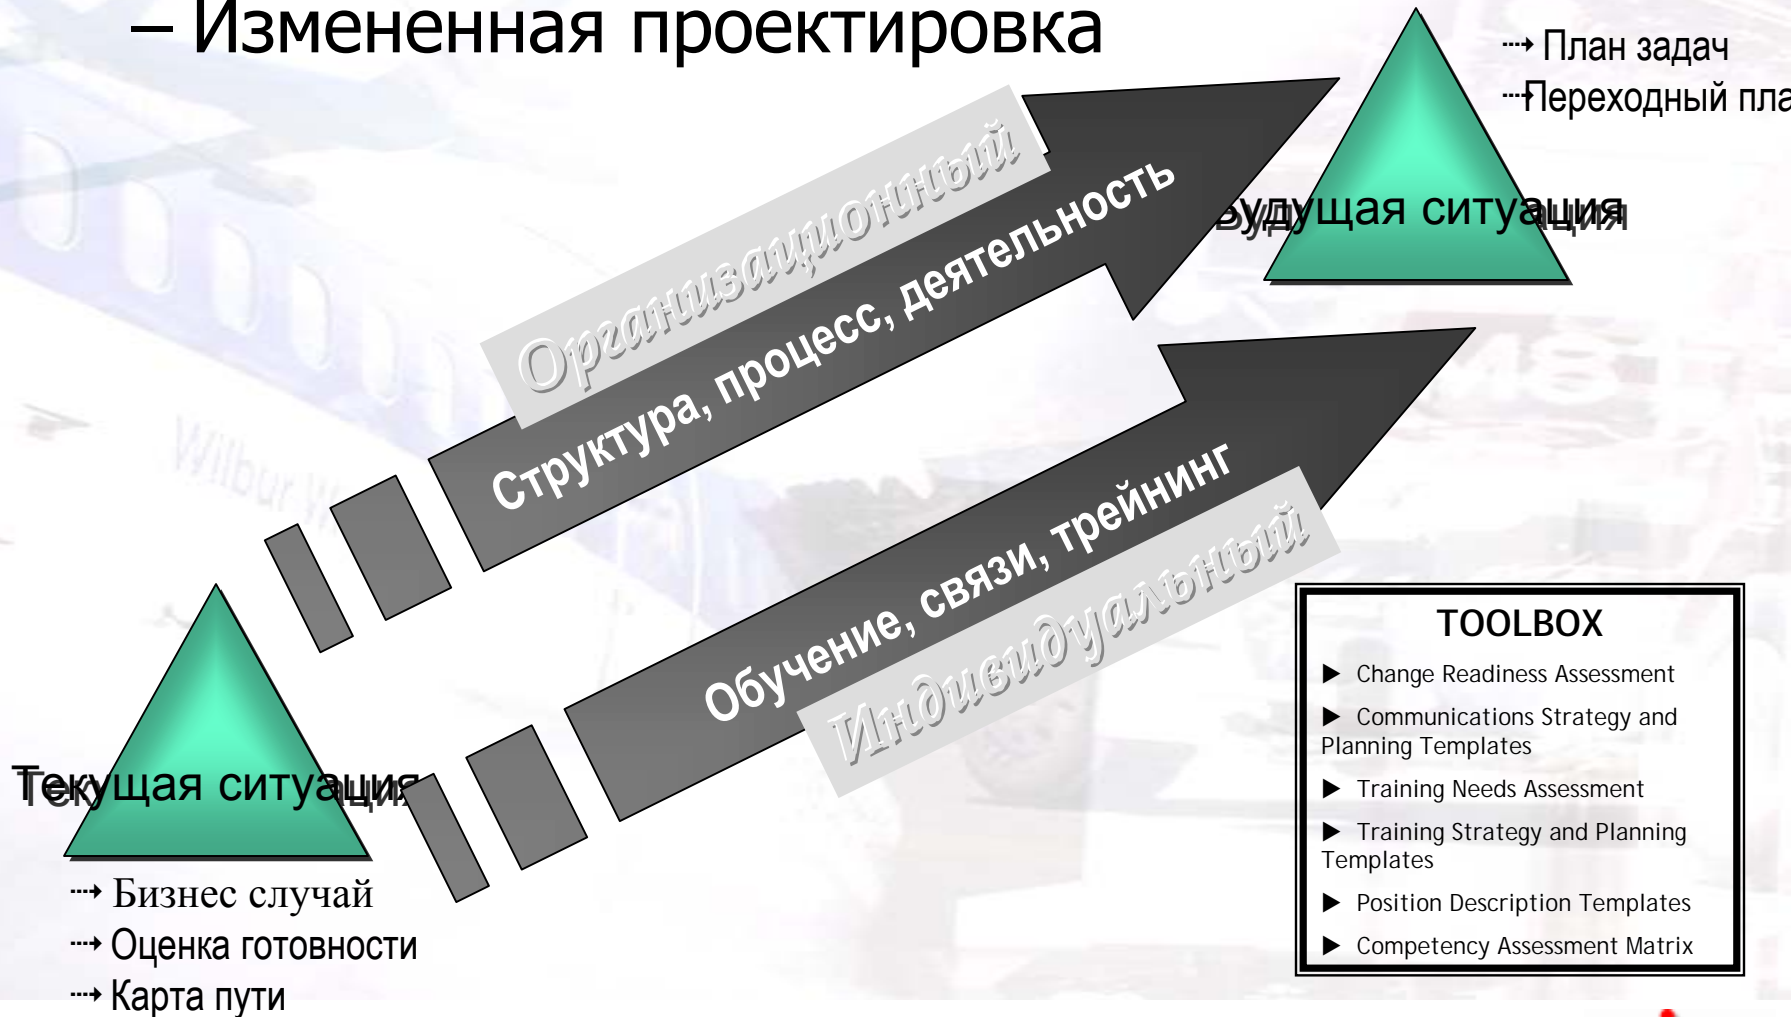 – Измененная проектировка
План задач
Переходный пла
Организационный
Структура, процесс, деятельность
Будущая ситуация
Обучение, связи, трейнинг
Индивидуальный
Текущая ситуация
Бизнес случай
Оценка готовности
Карта пути
TOOLBOX
▶ Change Readiness Assessment
▶ Communications Strategy and
Planning Templates
▶ Training Needs Assessment
▶ Training Strategy and Planning
Templates
▶ Position Description Templates
▶ Competency Assessment Matrix